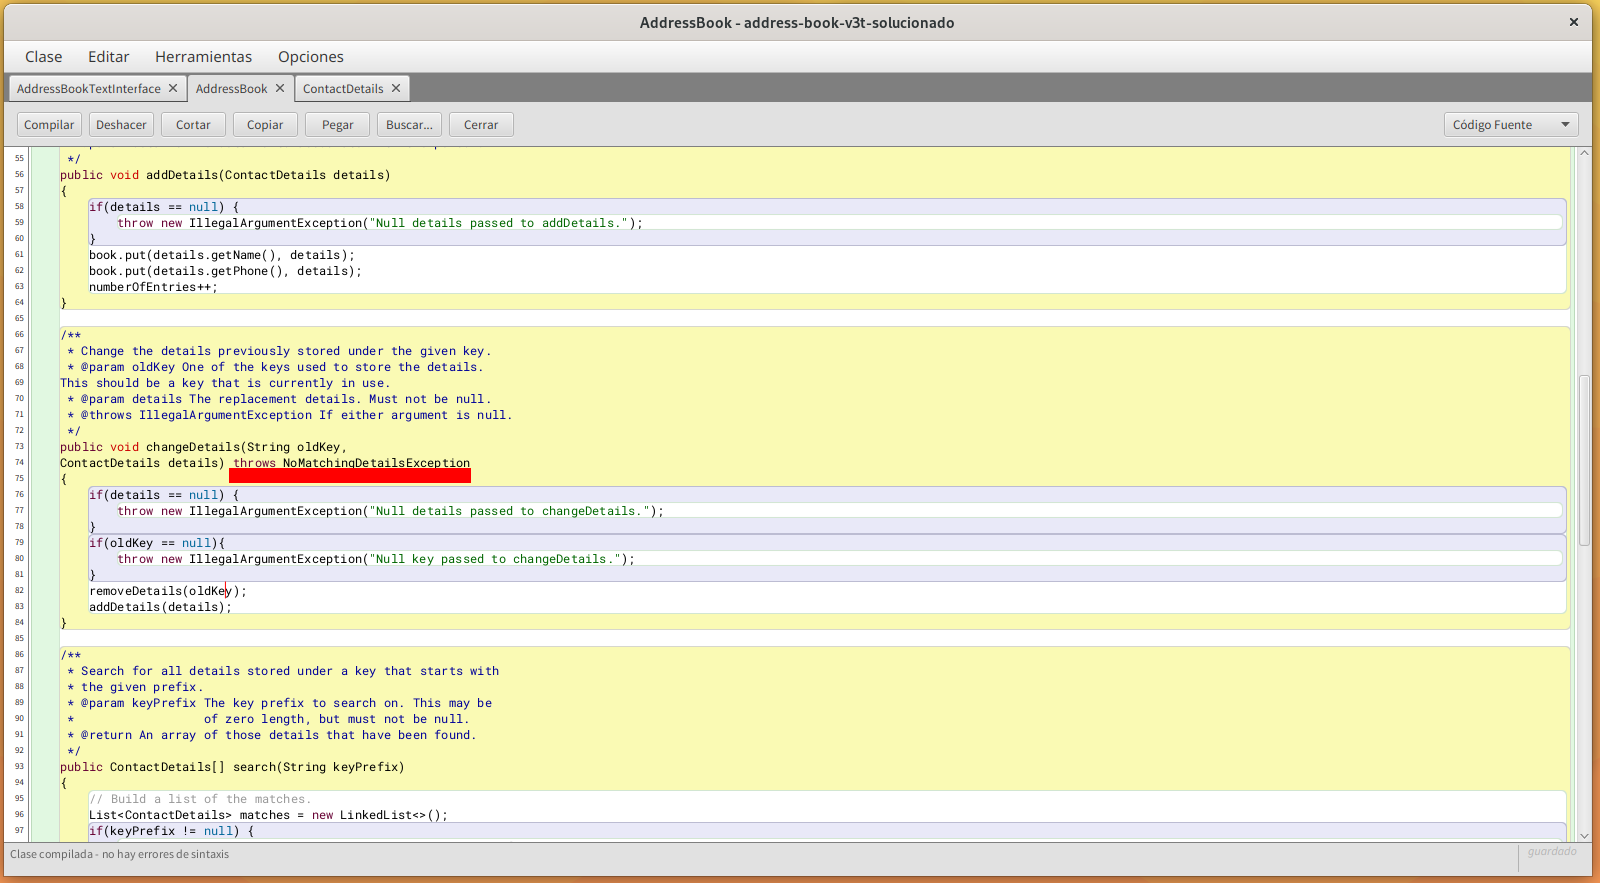 AddressBook - address-book-v3t-solucionado
Clase Editar Herramientas Opciones
AddressBookTextInterface AddressBook ContactDetails
Compilar Deshacer Cortar Copiar Pegar Buscar... Cerrar Código Fuente
55 */
56 public void addDetails(ContactDetails details)
57 {
58 if(details == null) {
59 throw new IllegalArgumentException("Null details passed to addDetails.");
60 }
61 book.put(details.getName(), details);
62 book.put(details.getPhone(), details);
63 numberOfEntries++;
64 }
65
66 /**
67 * Change the details previously stored under the given key.
68 * @param oldKey One of the keys used to store the details.
69 This should be a key that is currently in use.
70 * @param details The replacement details. Must not be null.
71 * @throws IllegalArgumentException If either argument is null.
72 */
73 public void changeDetails(String oldKey,
74 ContactDetails details) throws NoMatchingDetailsException
75 {
76 if(details == null) {
77 throw new IllegalArgumentException("Null details passed to changeDetails.");
78 }
79 if(oldKey == null){
80 throw new IllegalArgumentException("Null key passed to changeDetails.");
81 }
82 removeDetails(oldKey);
83 addDetails(details);
84 }
85
86 /**
87 * Search for all details stored under a key that starts with
88 * the given prefix.
89 * @param keyPrefix The key prefix to search on. This may be
90 * of zero length, but must not be null.
91 * @return An array of those details that have been found.
92 */
93 public ContactDetails[] search(String keyPrefix)
94 {
95 // Build a list of the matches.
96 List<ContactDetails> matches = new LinkedList<>();
97 if(keyPrefix != null) {
Clase compilada - no hay errores de sintaxis
guardado